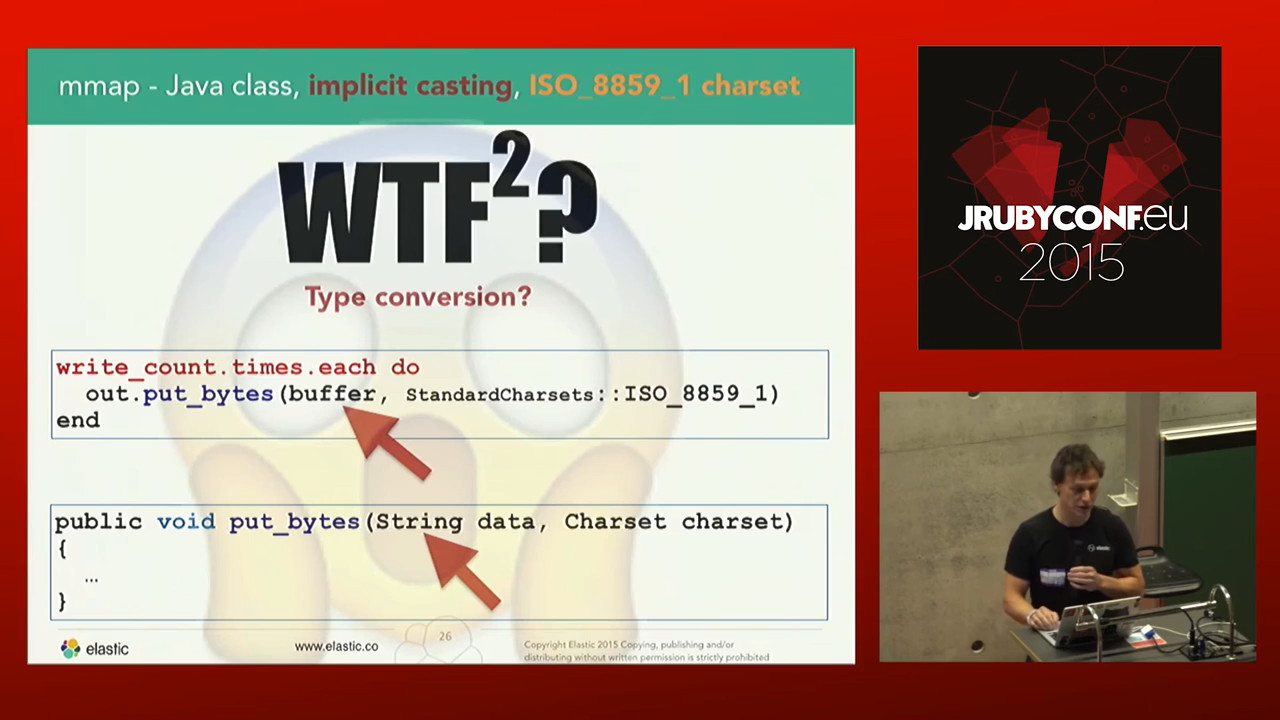 mmap - Java class, implicit casting, ISO_8859_1 charset
WTF²?
Type conversion?
write_count.times.each do
out.put_bytes(buffer, StandardCharsets::ISO_8859_1)
end
public void put_bytes(String data, Charset charset)
{
...
}
elastic
www.elastic.co
26
Copyright Elastic 2015 Copying, publishing and/or
distributing without written permission is strictly prohibited
JRUBYCONF.eu
2015
elastic